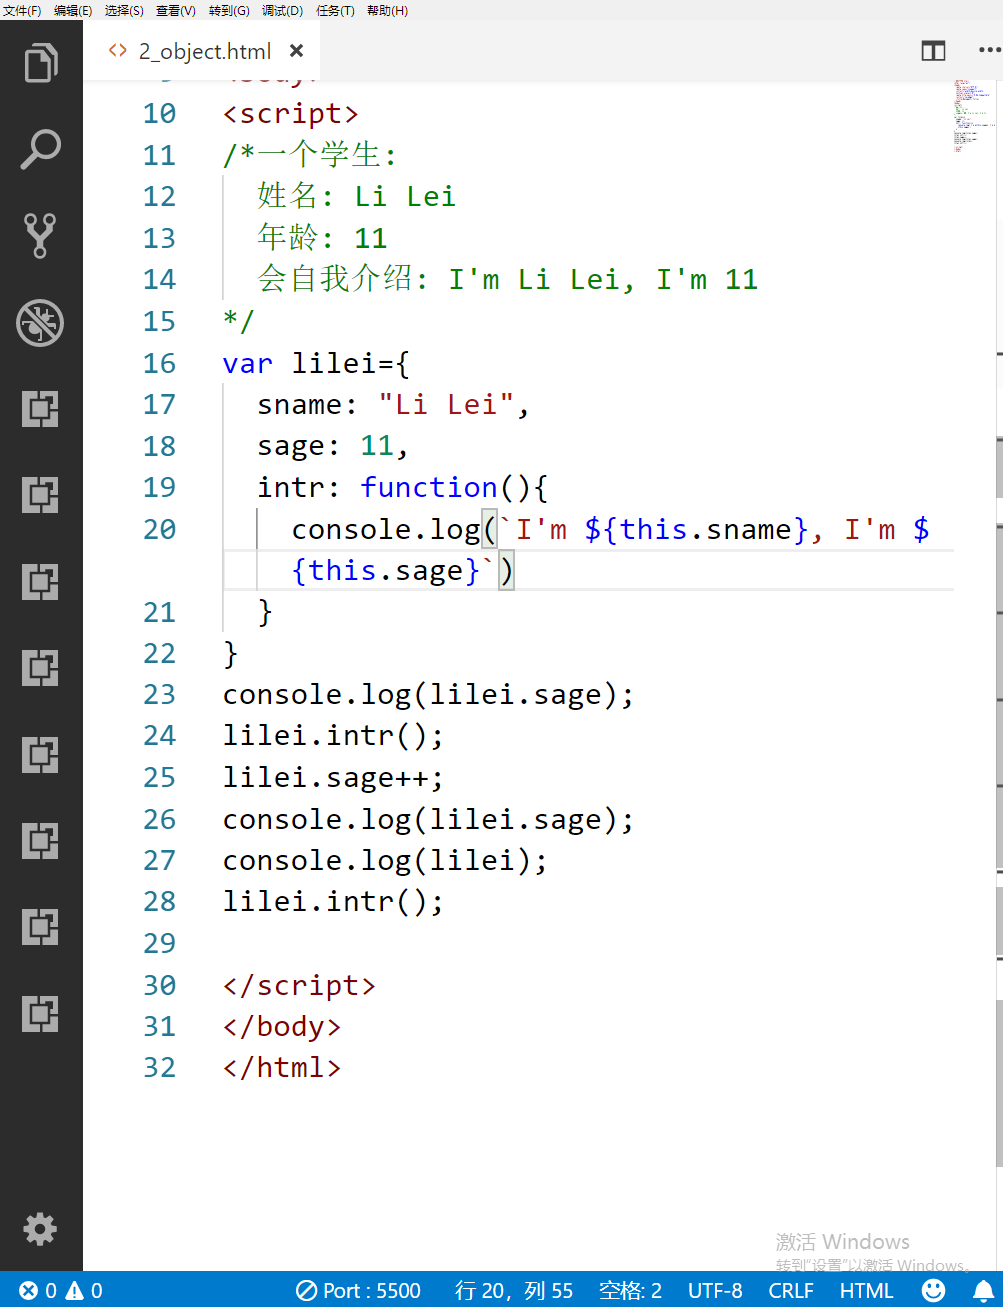 文件(F) 编辑(E) 选择(S) 查看(V) 转到(G) 调试(D) 任务(T) 帮助(H)
<> 2_object.html ×
9 <body>
10 <script>
11 /*一个学生:
12 姓名: Li Lei
13 年龄: 11
14 会自我介绍: I'm Li Lei, I'm 11
15 */
16 var lilei={
17 sname: "Li Lei",
18 sage: 11,
19 intr: function(){
20 console.log(`I'm ${this.sname}, I'm $
{this.sage}`)
21 }
22 }
23 console.log(lilei.sage);
24 lilei.intr();
25 lilei.sage++;
26 console.log(lilei.sage);
27 console.log(lilei);
28 lilei.intr();
29
30 </script>
31 </body>
32 </html>
激活 Windows
转到"设置"以激活 Windows。
0 0 Port : 5500 行 20，列 55 空格: 2 UTF-8 CRLF HTML